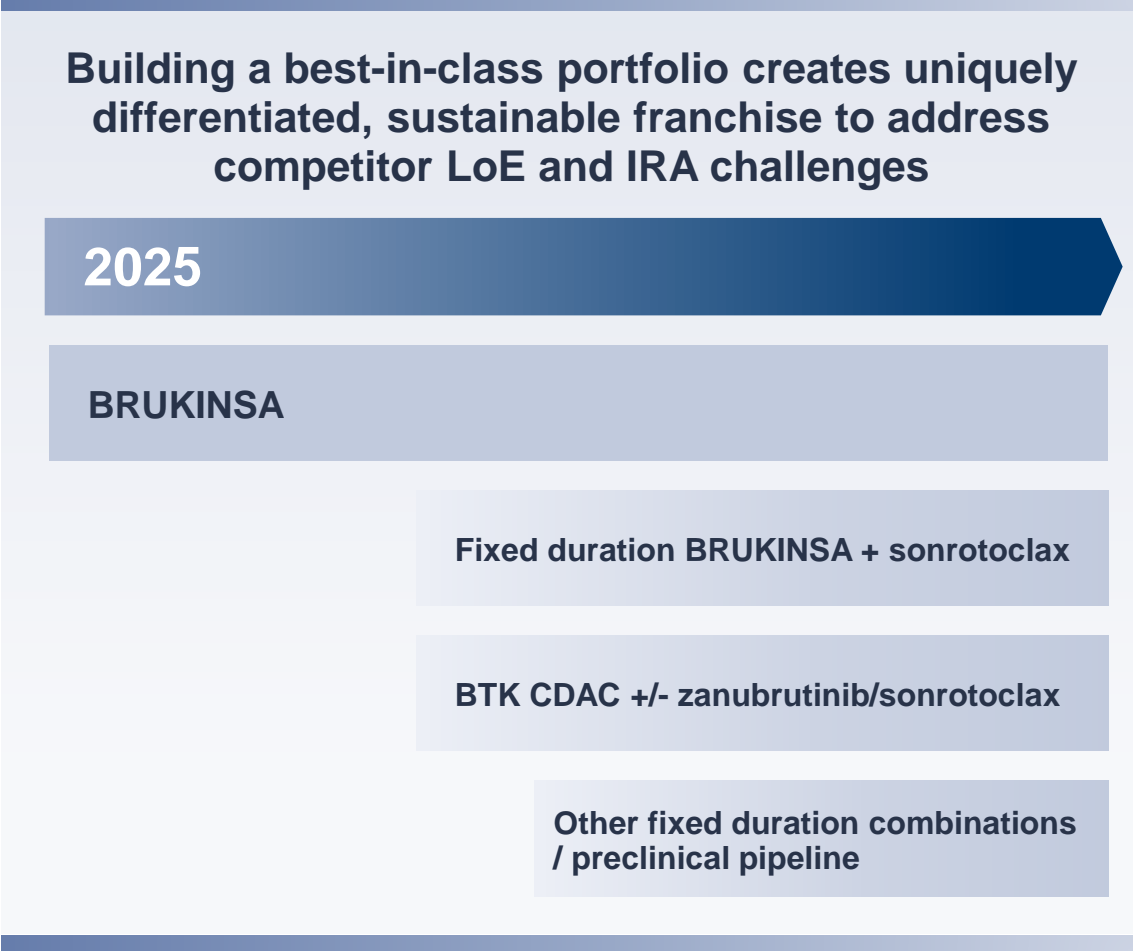 Building a best-in-class portfolio creates uniquely
differentiated, sustainable franchise to address
competitor LoE and IRA challenges
2025
BRUKINSA
Fixed duration BRUKINSA + sonrotoclax
BTK CDAC +/- zanubrutinib/sonrotoclax
Other fixed duration combinations
/ preclinical pipeline